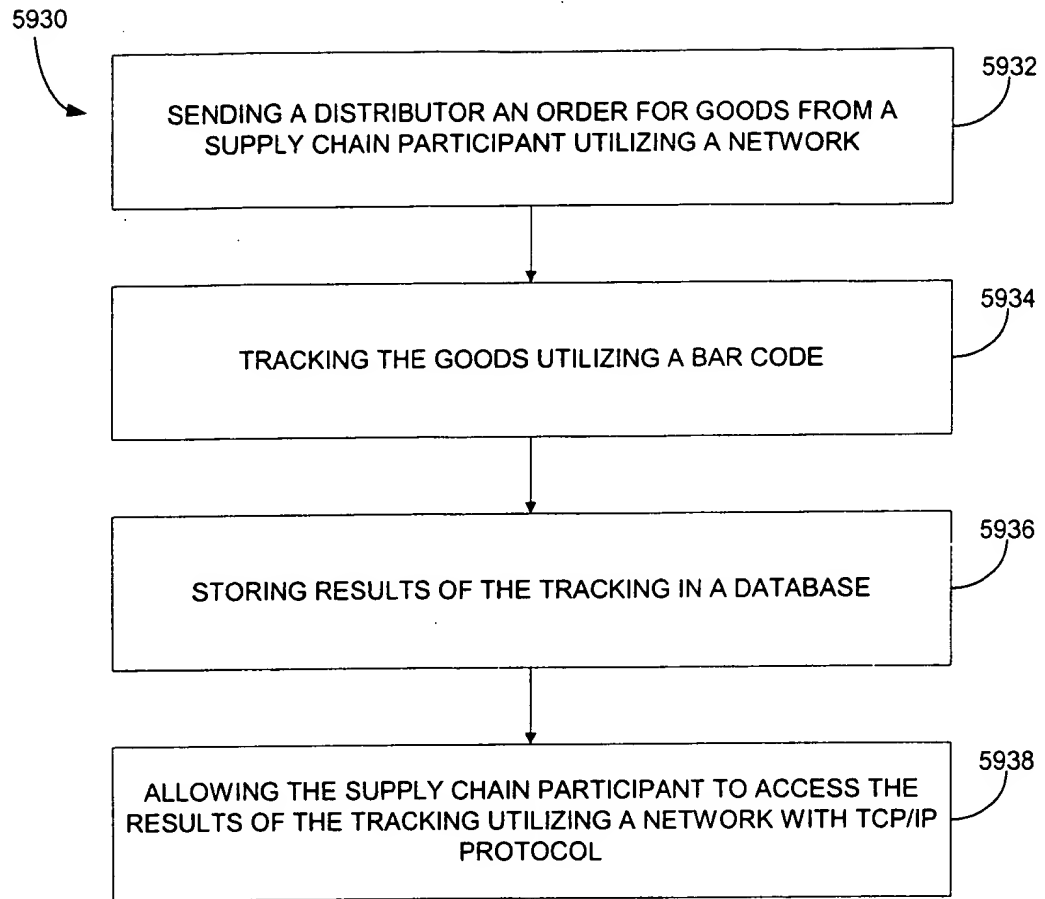 5930
5932
SENDING A DISTRIBUTOR AN ORDER FOR GOODS FROM A
SUPPLY CHAIN PARTICIPANT UTILIZING A NETWORK
5934
TRACKING THE GOODS UTILIZING A BAR CODE
5936
STORING RESULTS OF THE TRACKING IN A DATABASE
5938
ALLOWING THE SUPPLY CHAIN PARTICIPANT TO ACCESS THE
RESULTS OF THE TRACKING UTILIZING A NETWORK WITH TCP/IP
PROTOCOL